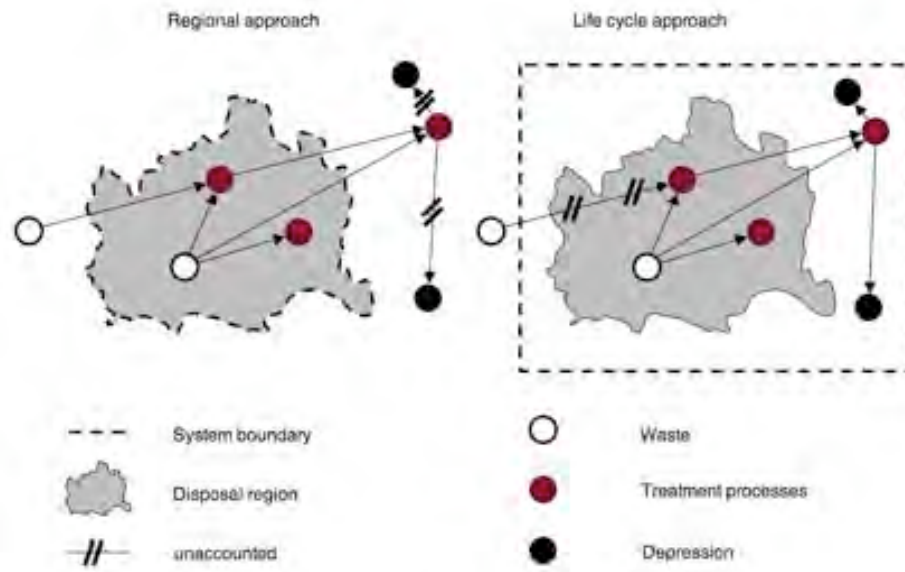 Regional approach
Life cycle approach
System boundary
Waste
Disposal region
Treatment processes
unaccounted
Depression